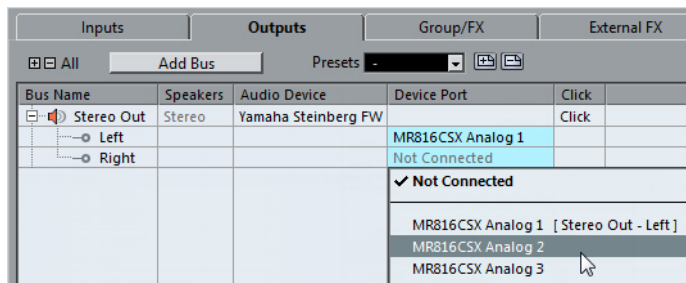 Inputs Outputs Group/FX External FX
All Add Bus Presets -
Bus Name Speakers Audio Device Device Port Click
Stereo Out Stereo Yamaha Steinberg FW Click
Left MR816CSX Analog 1
Right Not Connected
✓ Not Connected
MR816CSX Analog 1 [ Stereo Out - Left ]
MR816CSX Analog 2
MR816CSX Analog 3